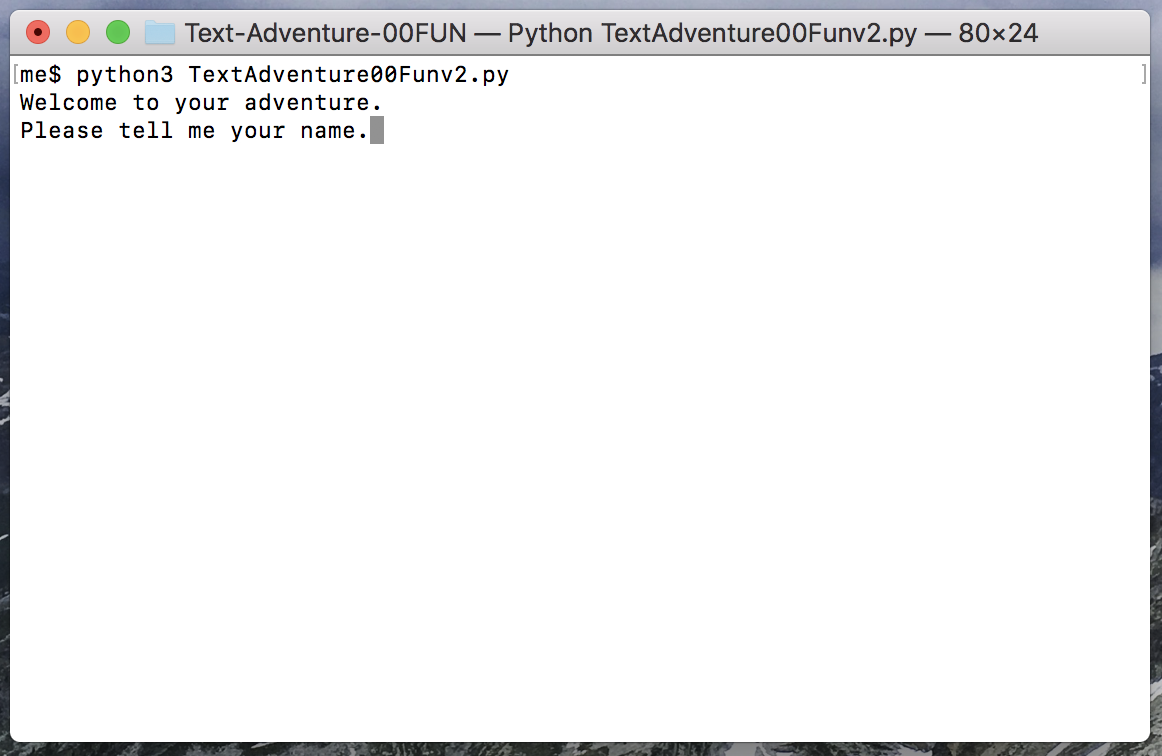 Text-Adventure-00FUN — Python TextAdventure00Funv2.py — 80×24
[me$ python3 TextAdventure00Funv2.py ]
Welcome to your adventure.
Please tell me your name.